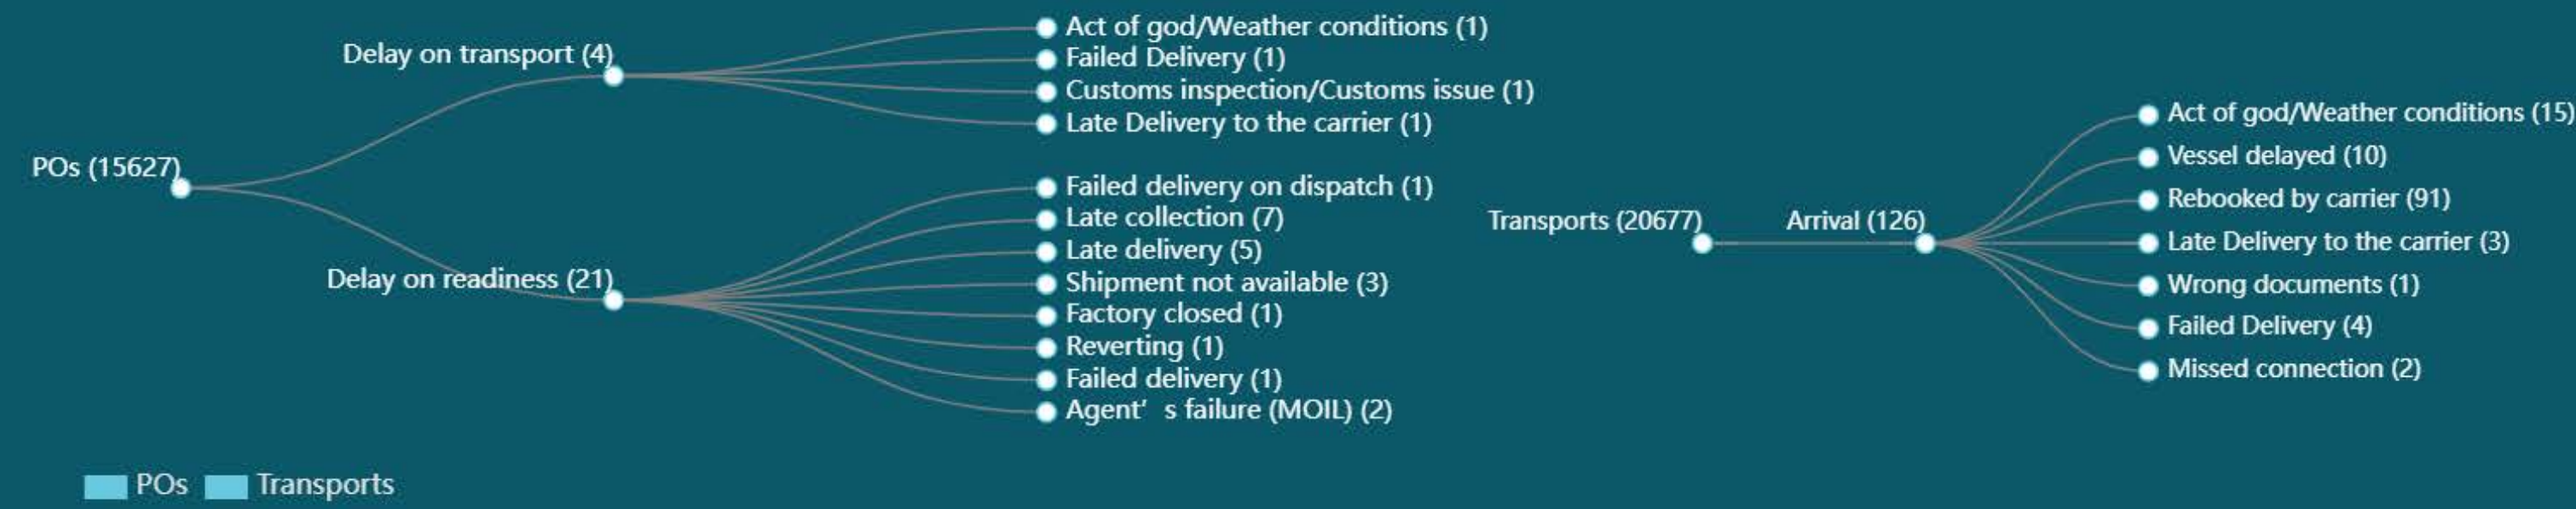 POs (15627)
Delay on transport (4)
Act of god/Weather conditions (1)
Failed Delivery (1)
Customs inspection/Customs issue (1)
Late Delivery to the carrier (1)
Delay on readiness (21)
Failed delivery on dispatch (1)
Late collection (7)
Late delivery (5)
Shipment not available (3)
Factory closed (1)
Reverting (1)
Failed delivery (1)
Agent’ s failure (MOIL) (2)
Transports (20677)
Arrival (126)
Act of god/Weather conditions (15)
Vessel delayed (10)
Rebooked by carrier (91)
Late Delivery to the carrier (3)
Wrong documents (1)
Failed Delivery (4)
Missed connection (2)
POs
Transports